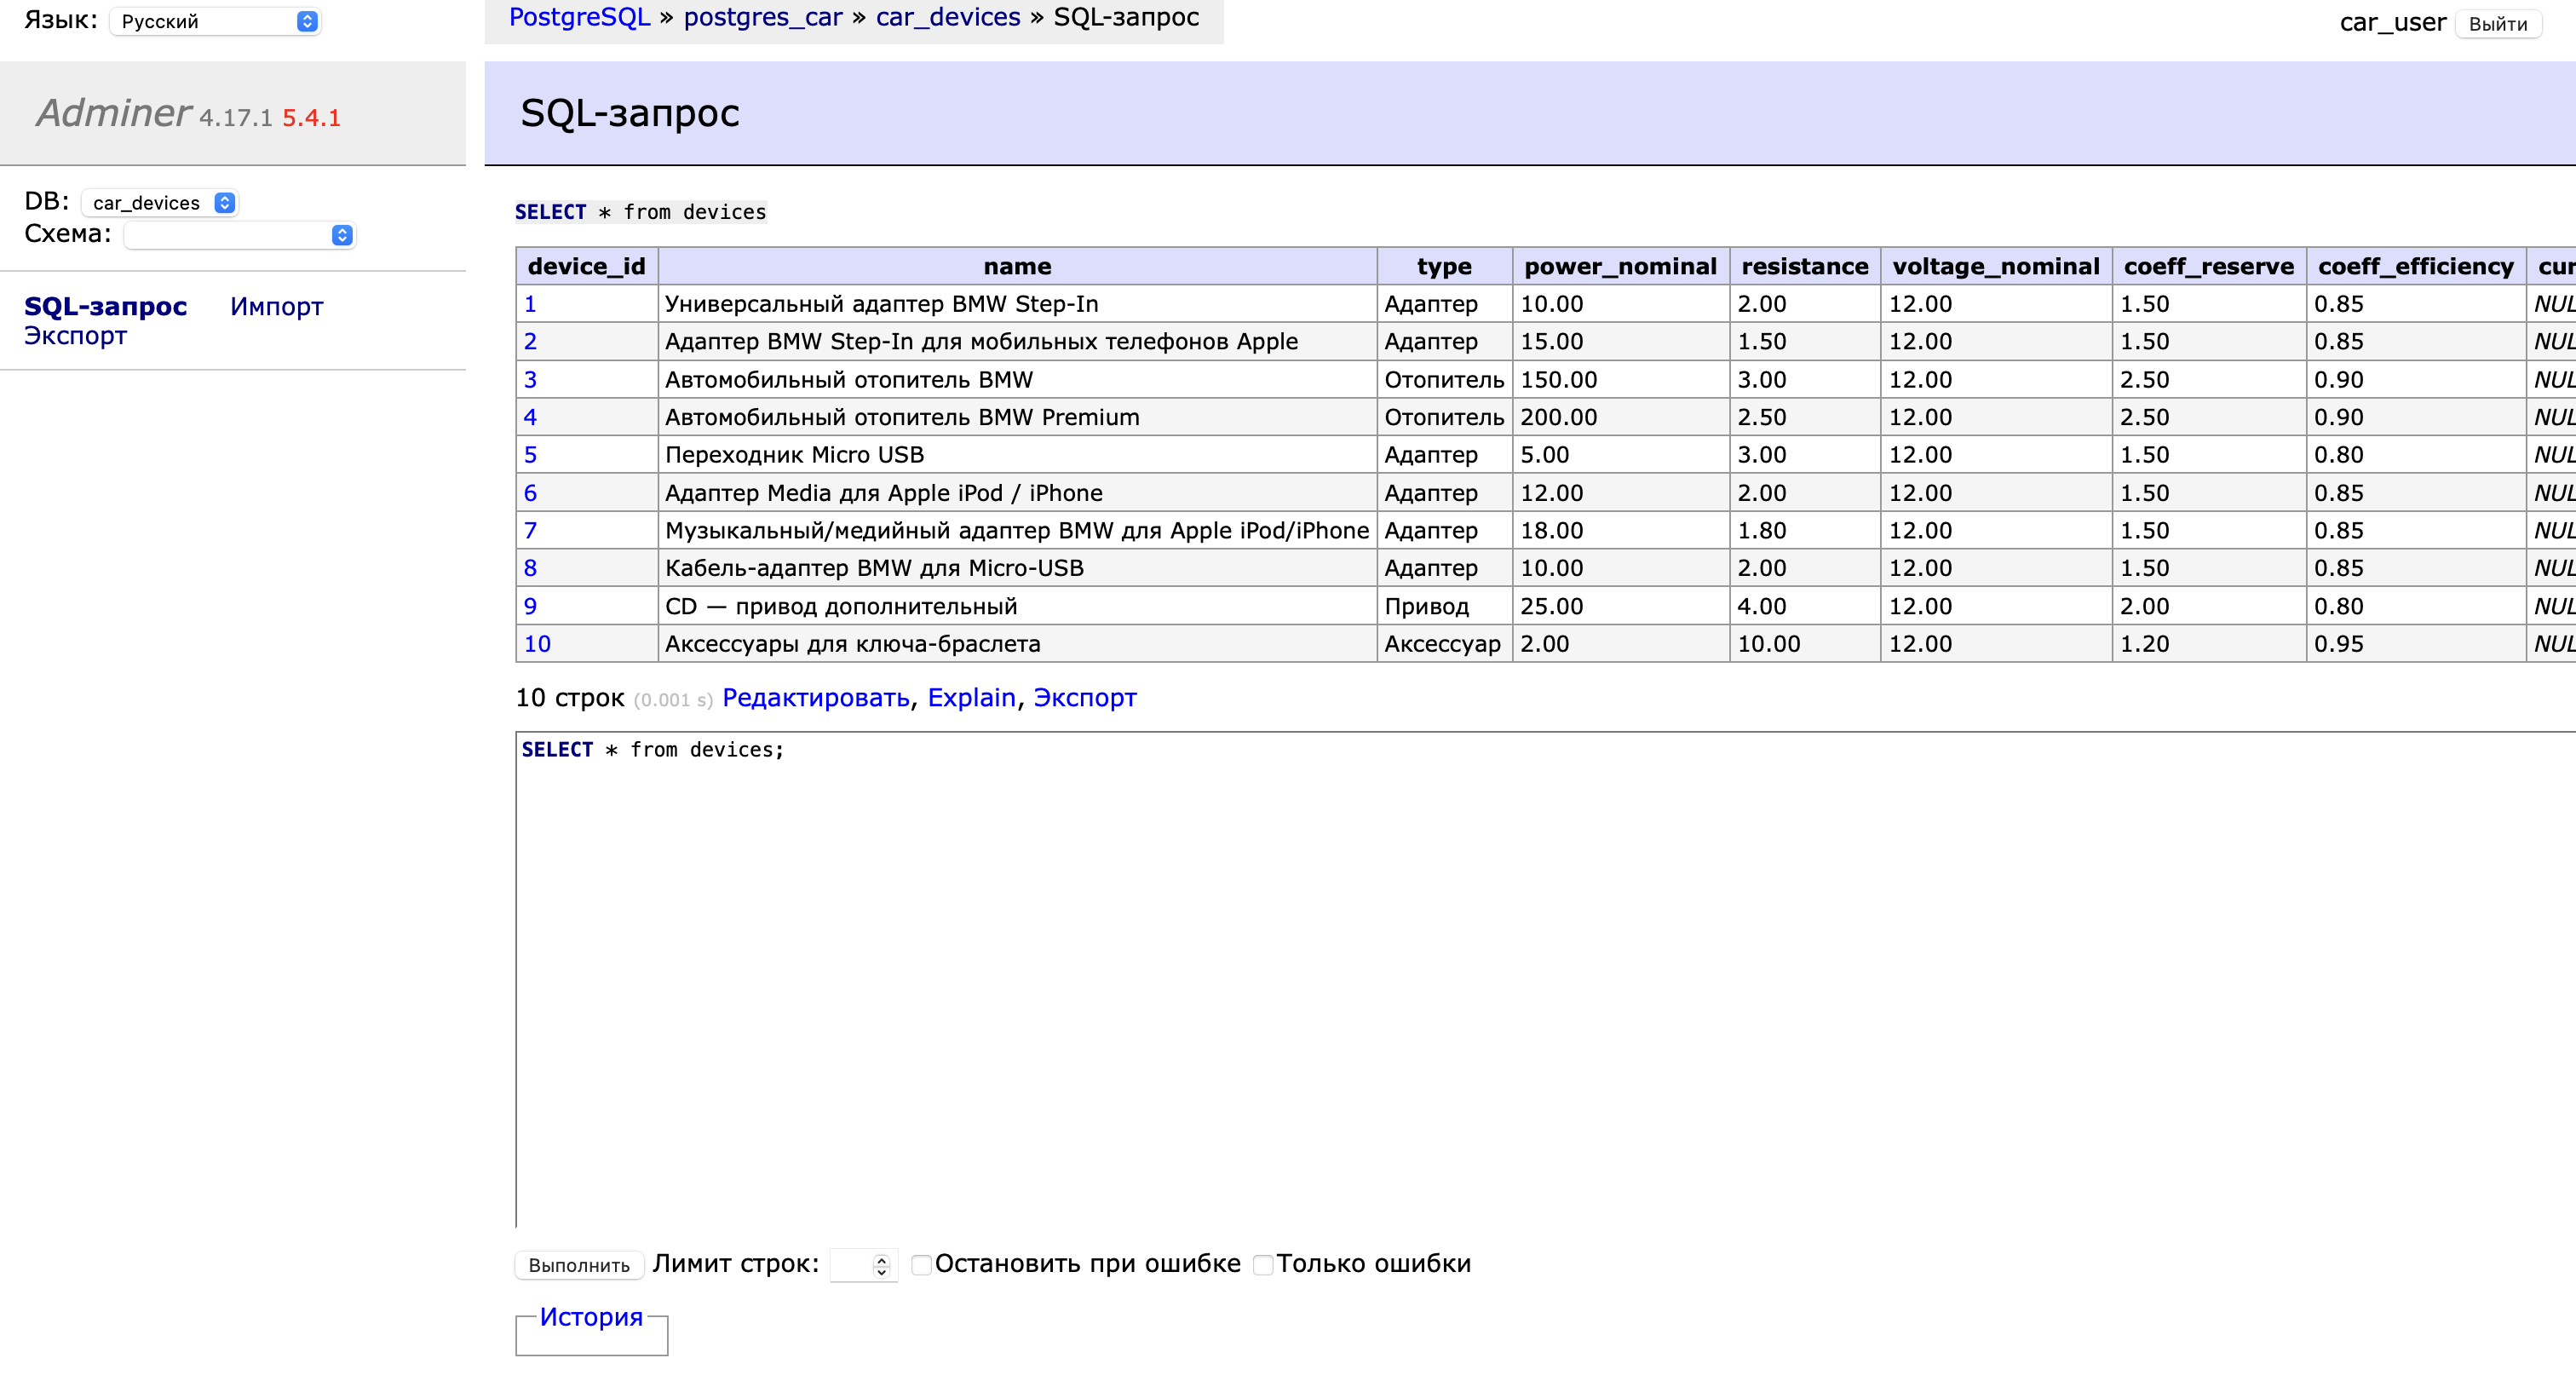 Язык: Русский
PostgreSQL » postgres_car » car_devices » SQL-запрос
car_user Выйти
Adminer 4.17.1 5.4.1
SQL-запрос
DB: car_devices
Схема:
SQL-запрос Импорт
Экспорт
SELECT * from devices
device_id name type power_nominal resistance voltage_nominal coeff_reserve coeff_efficiency
1 Универсальный адаптер BMW Step-In Адаптер 10.00 2.00 12.00 1.50 0.85 NUL
2 Адаптер BMW Step-In для мобильных телефонов Apple Адаптер 15.00 1.50 12.00 1.50 0.85 NUL
3 Автомобильный отопитель BMW Отопитель 150.00 3.00 12.00 2.50 0.90 NUL
4 Автомобильный отопитель BMW Premium Отопитель 200.00 2.50 12.00 2.50 0.90 NUL
5 Переходник Micro USB Адаптер 5.00 3.00 12.00 1.50 0.80 NUL
6 Адаптер Media для Apple iPod / iPhone Адаптер 12.00 2.00 12.00 1.50 0.85 NUL
7 Музыкальный/медийный адаптер BMW для Apple iPod/iPhone Адаптер 18.00 1.80 12.00 1.50 0.85 NUL
8 Кабель-адаптер BMW для Micro-USB Адаптер 10.00 2.00 12.00 1.50 0.85 NUL
9 CD — привод дополнительный Привод 25.00 4.00 12.00 2.00 0.80 NUL
10 Аксессуары для ключа-браслета Аксессуар 2.00 10.00 12.00 1.20 0.95 NUL
10 строк (0.001 s) Редактировать, Explain, Экспорт
SELECT * from devices;
Выполнить Лимит строк: Остановить при ошибке Только ошибки
История